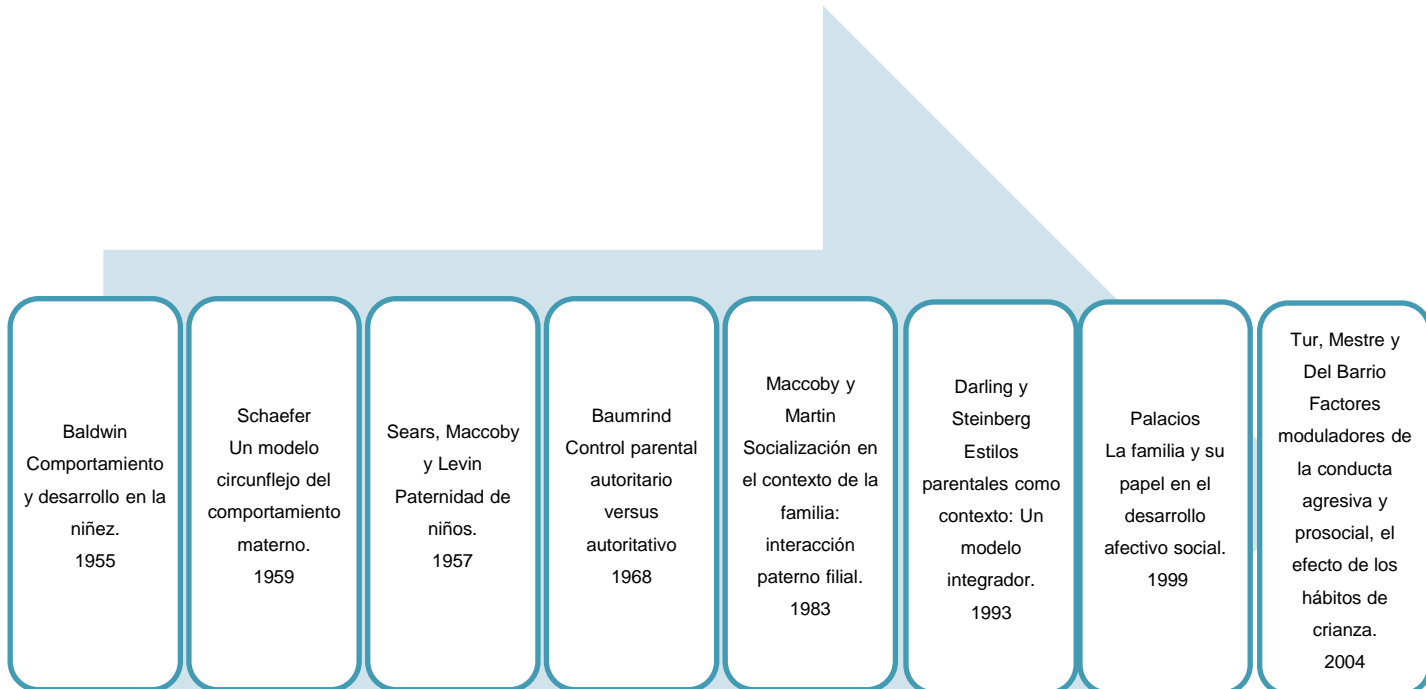 Baldwin
Comportamiento
y desarrollo en la
niñez.
1955
Schaefer
Un modelo
circunflejo del
comportamiento
materno.
1959
Sears, Maccoby
y Levin
Paternidad de
niños.
1957
Baumrind
Control parental
autoritario
versus
autoritativo
1968
Maccoby y
Martin
Socialización en
el contexto de la
familia:
interacción
paterno filial.
1983
Darling y
Steinberg
Estilos
parentales como
contexto: Un
modelo
integrador.
1993
Palacios
La familia y su
papel en el
desarrollo
afectivo social.
1999
Tur, Mestre y
Del Barrio
Factores
moduladores de
la conducta
agresiva y
prosocial, el
efecto de los
hábitos de
crianza.
2004